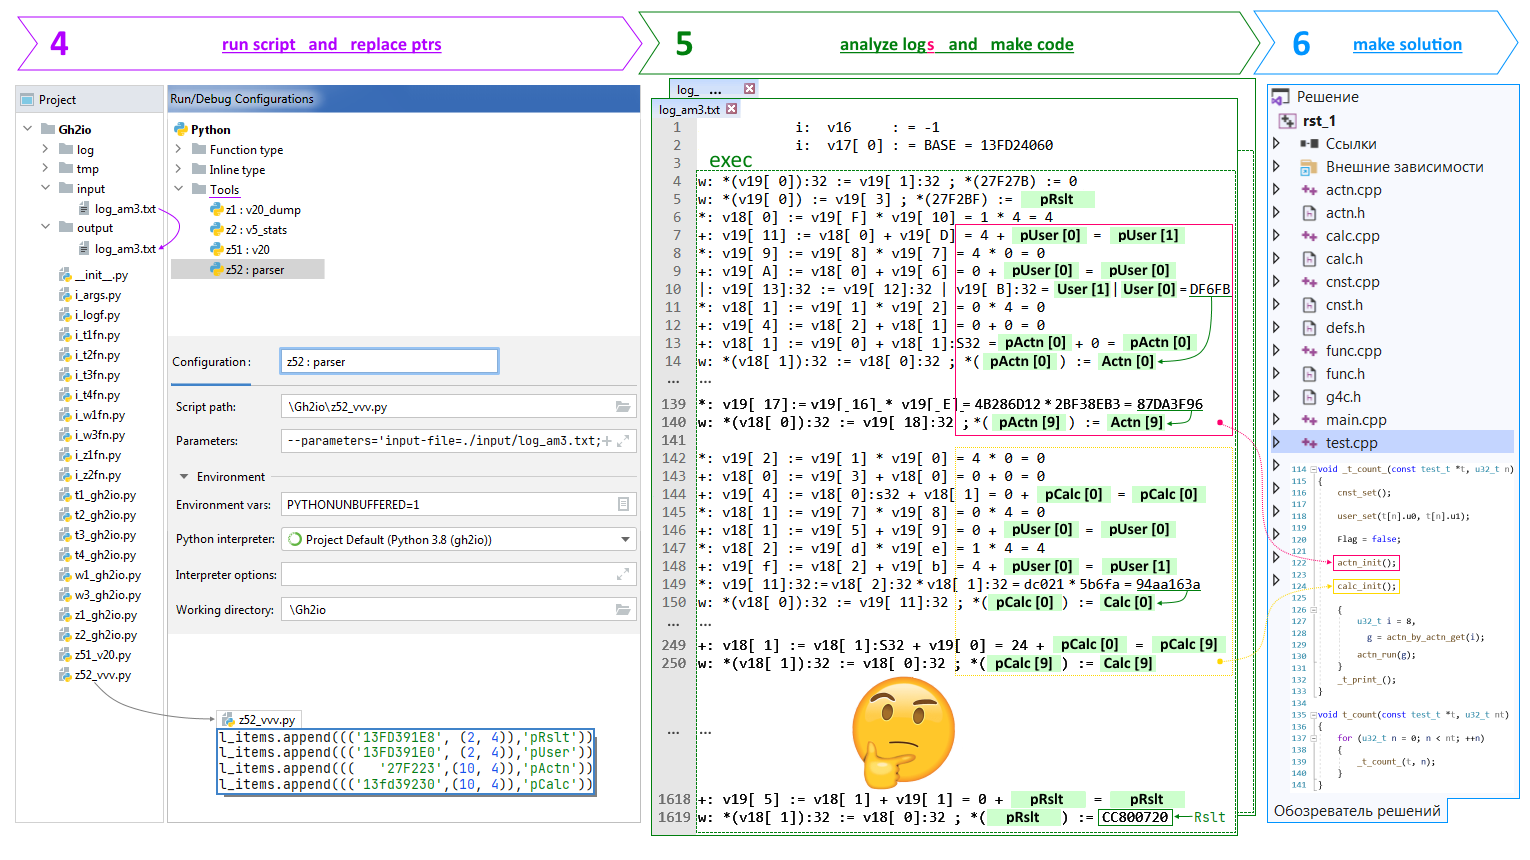 4
run script  and  replace ptrs
5
analyze logs  and  make code
6
make solution
Project
Gh2io
log
tmp
input
log_am3.txt
output
log_am3.txt
__init__.py
i_args.py
i_logf.py
i_t1fn.py
i_t2fn.py
i_t3fn.py
i_t4fn.py
i_w1fn.py
i_w3fn.py
i_z1fn.py
i_z2fn.py
t1_gh2io.py
t2_gh2io.py
t3_gh2io.py
t4_gh2io.py
w1_gh2io.py
w3_gh2io.py
z1_gh2io.py
z2_gh2io.py
z51_v20.py
z52_vvv.py
Run/Debug Configurations
Python
Function type
Inline type
Tools
z1 : v20_dump
z2 : v5_stats
z51 : v20
z52 : parser
Configuration: z52 : parser
Script path: \Gh2io\z52_vvv.py
Parameters: --parameters='input-file=./input/log_am3.txt;
Environment
Environment vars: PYTHONUNBUFFERED=1
Python interpreter: Project Default (Python 3.8 (gh2io))
Interpreter options:
Working directory: \Gh2io
z52_vvv.py
l_items.append((('13FD391E8', (2, 4)),'pRslt'))
l_items.append((('13FD391E0', (2, 4)),'pUser'))
l_items.append((( '27F223',(10, 4)),'pActn'))
l_items.append((('13fd39230',(10, 4)),'pCalc'))
log_ ...
log_am3.txt
1 i: v16 : = -1
2 i: v17[ 0] : = BASE = 13FD24060
3 exec
4 w: *(v19[ 0]):32 := v19[ 1]:32 ; *(27F27B) := 0
5 w: *(v19[ 0]) := v19[ 3] ; *(27F2BF) := pRslt
6 *: v18[ 0] := v19[ F] * v19[ 10] = 1 * 4 = 4
7 +: v19[ 11] := v18[ 0] + v19[ D] = 4 + pUser [0] = pUser [1]
8 *: v19[ 9] := v19[ 8] * v19[ 7] = 4 * 0 = 0
9 +: v19[ A] := v18[ 0] + v19[ 6] = 0 + pUser [0] = pUser [0]
10 |: v19[ 13]:32 := v19[ 12]:32 | v19[ B]:32 = User [1] | User [0] = DF6FB
11 *: v18[ 1] := v19[ 1] * v19[ 2] = 0 * 4 = 0
12 +: v19[ 4] := v18[ 2] + v18[ 1] = 0 + 0 = 0
13 +: v18[ 1] := v19[ 0] + v18[ 1]:S32 = pActn [0] + 0 = pActn [0]
14 w: *(v18[ 1]):32 := v18[ 0]:32 ; *( pActn [0] ) := Actn [0]
... ...
139 *: v19[ 17]:= v19[ 16] * v19[ E] = 4B286D12 * 2BF38EB3 = 87DA3F96
140 w: *(v18[ 0]):32 := v19[ 18]:32 ; *( pActn [9] ) := Actn [9]
141
142 *: v19[ 2] := v19[ 1] * v19[ 0] = 4 * 0 = 0
143 +: v18[ 0] := v19[ 3] + v18[ 0] = 0 + 0 = 0
144 +: v19[ 4] := v18[ 0]:s32 + v18[ 1] = 0 + pCalc [0] = pCalc [0]
145 *: v18[ 1] := v19[ 7] * v19[ 8] = 0 * 4 = 0
146 +: v18[ 1] := v19[ 5] + v19[ 9] = 0 + pUser [0] = pUser [0]
147 *: v18[ 2] := v19[ d] * v19[ e] = 1 * 4 = 4
148 +: v19[ f] := v18[ 2] + v19[ b] = 4 + pUser [0] = pUser [1]
149 *: v19[ 11]:32:= v18[ 2]:32 * v18[ 1]:32 = dc021 * 5b6fa = 94aa163a
150 w: *(v18[ 0]):32 := v19[ 11]:32 ; *( pCalc [0] ) := Calc [0]
... ...
249 +: v18[ 1] := v18[ 1]:S32 + v19[ 0] = 24 + pCalc [0] = pCalc [9]
250 w: *(v18[ 1]):32 := v18[ 0]:32 ; *( pCalc [9] ) := Calc [9]
... ...
1618 +: v19[ 5] := v18[ 1] + v19[ 1] = 0 + pRslt = pRslt
1619 w: *(v18[ 1]):32 := v18[ 0]:32 ; *( pRslt ) := CC800720 Rslt
Решение
rst_1
Ссылки
Внешние зависимости
actn.cpp
actn.h
calc.cpp
calc.h
cnst.cpp
cnst.h
defs.h
func.cpp
func.h
g4c.h
main.cpp
test.cpp
114 void _t_count_(const test_t *t, u32_t n)
115 {
116 cnst_set();
117
118 user_set(t[n].u0, t[n].u1);
119
120 Flag = false;
121
122 actn_init();
123
124 calc_init();
125
126 {
127 u32_t i = 8,
128 g = actn_by_actn_get(i);
129
130 actn_run(g);
131 }
132 _t_print_();
133 }
134
135 void t_count(const test_t *t, u32_t nt)
136 {
137 for (u32_t n = 0; n < nt; ++n)
138 {
139 _t_count_(t, n);
140 }
141 }
Обозреватель решений